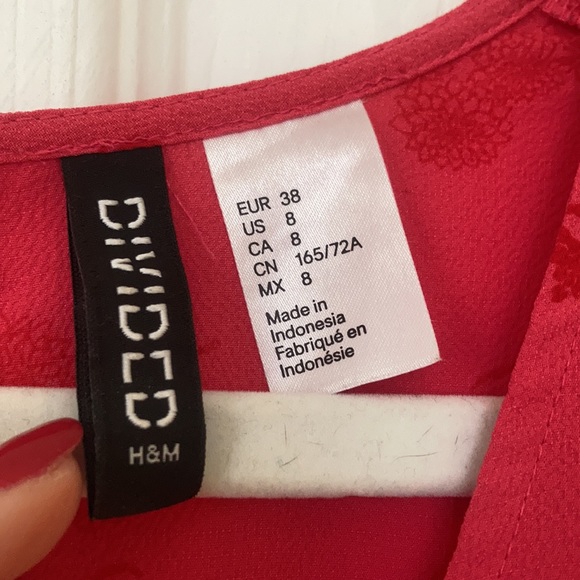 DIVIDED
H&M
EUR 38
US 8
CA 8
CN 165/72A
MX 8
Made in
Indonesia
Fabriqué en
Indonésie